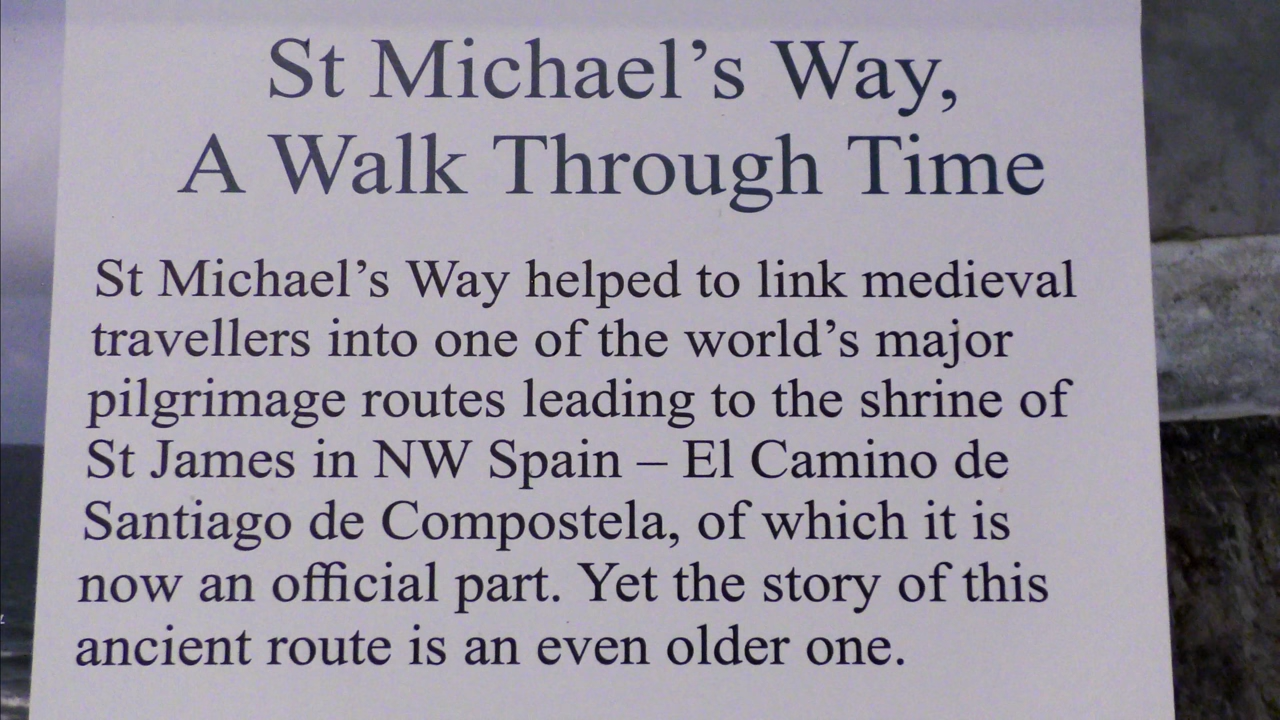 St Michael’s Way,
A Walk Through Time
St Michael’s Way helped to link medieval
travellers into one of the world’s major
pilgrimage routes leading to the shrine of
St James in NW Spain – El Camino de
Santiago de Compostela, of which it is
now an official part. Yet the story of this
ancient route is an even older one.